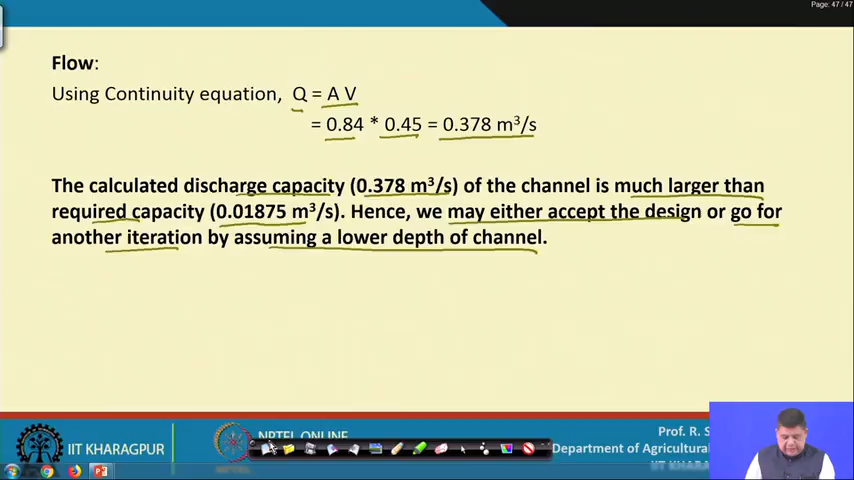 Page: 47 / 47
Flow:
Using Continuity equation, Q = A V
= 0.84 * 0.45 = 0.378 m³/s
The calculated discharge capacity (0.378 m³/s) of the channel is much larger than
required capacity (0.01875 m³/s). Hence, we may either accept the design or go for
another iteration by assuming a lower depth of channel.
IIT KHARAGPUR
NPTEL ONLINE
NPTEL
Prof. R. S
Department of Agricultural
IIT KHARA